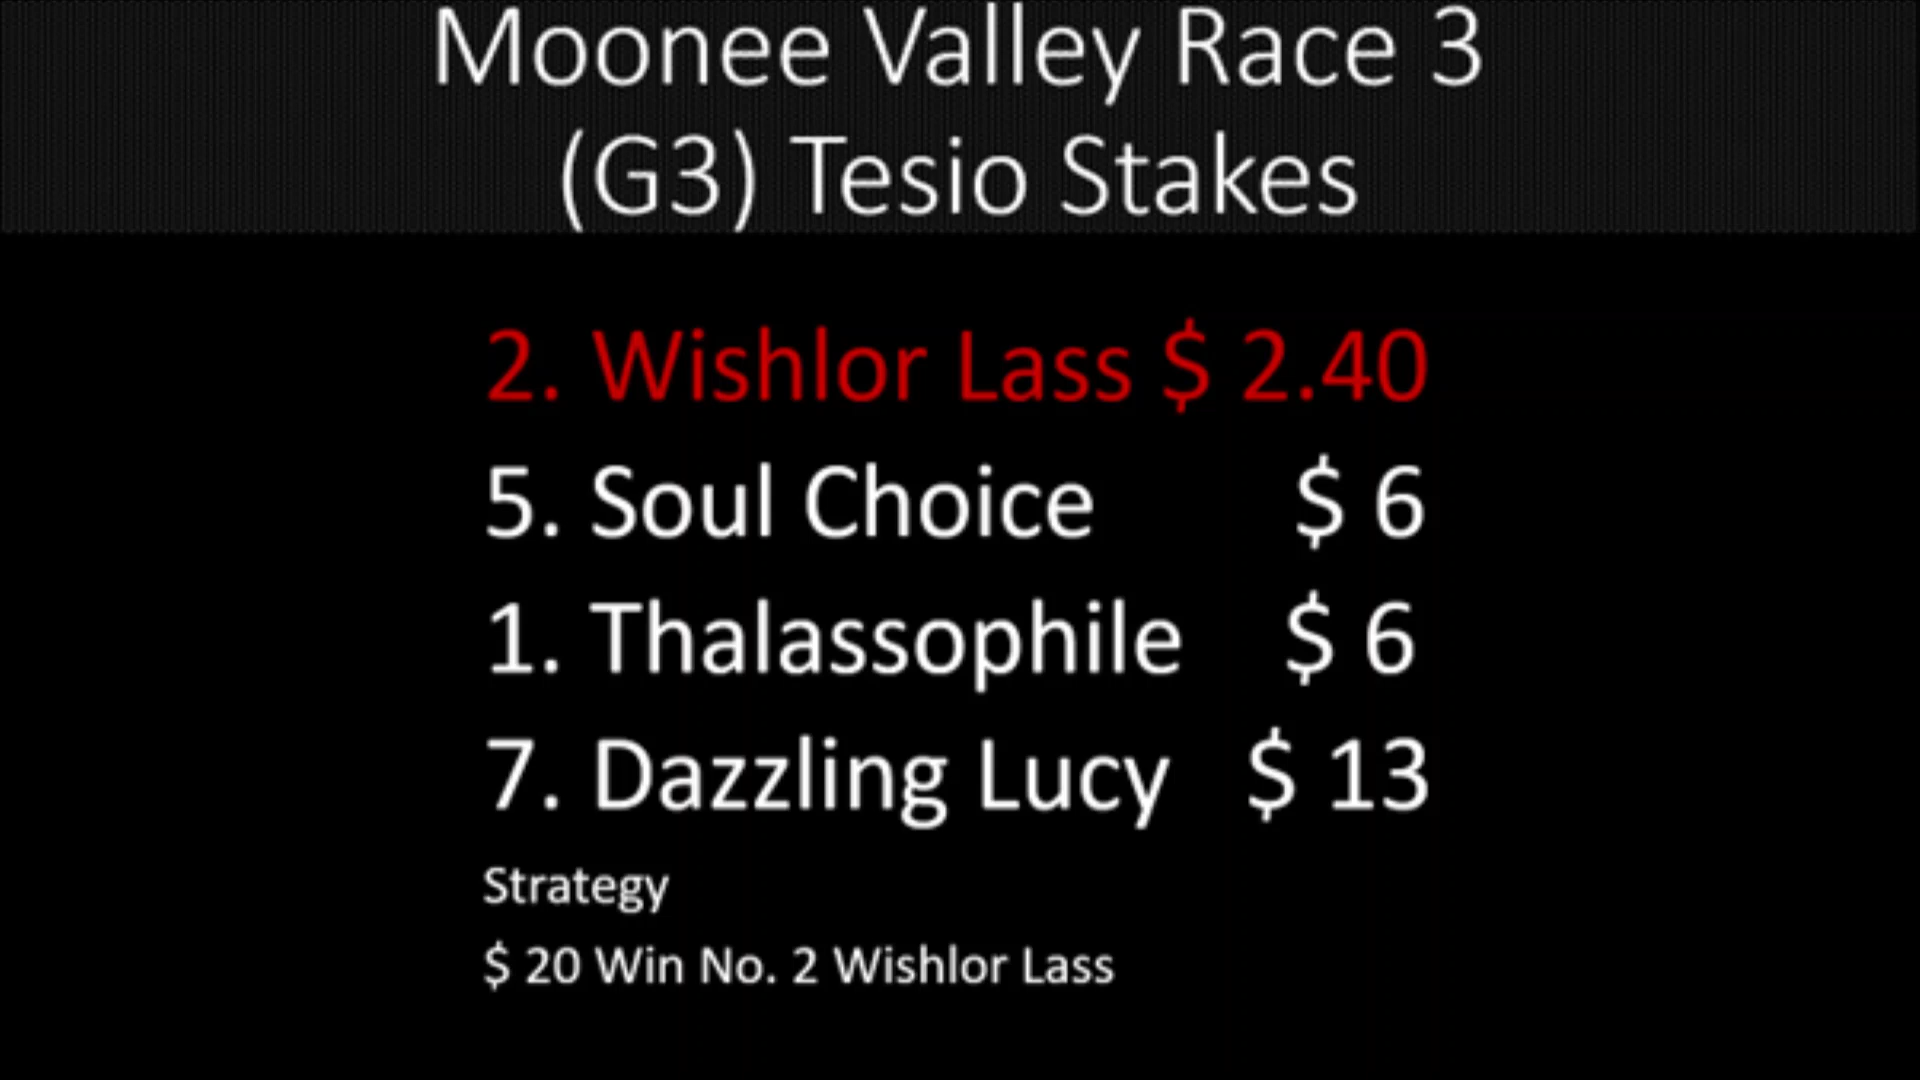 Moonee Valley Race 3
(G3) Tesio Stakes
2. Wishlor Lass $ 2.40
5. Soul Choice $ 6
1. Thalassophile $ 6
7. Dazzling Lucy $ 13
Strategy
$ 20 Win No. 2 Wishlor Lass